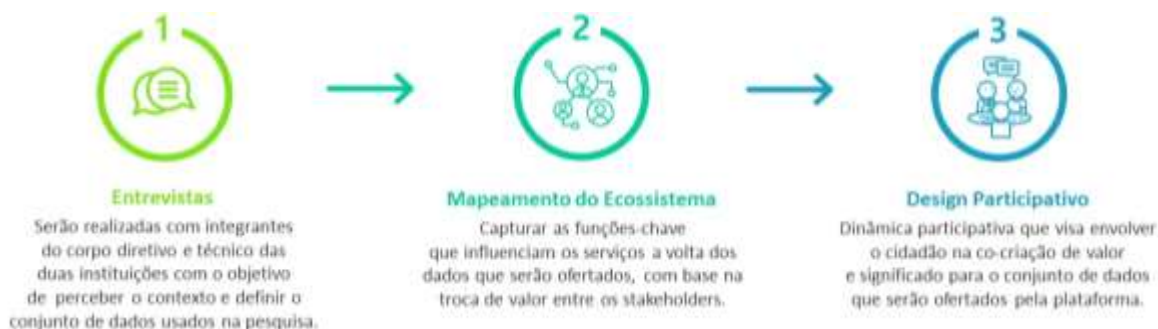 1
Entrevistas
Serão realizadas com integrantes
do corpo diretivo e técnico das
duas instituições com o objetivo
de perceber o contexto e definir o
conjunto de dados usados na pesquisa.
2
Mapeamento do Ecossistema
Capturar as funções-chave
que influenciam os serviços a volta dos
dados que serão ofertados, com base na
troca de valor entre os stakeholders.
3
Design Participativo
Dinâmica participativa que visa envolver
o cidadão na co-criação de valor
e significado para o conjunto de dados
que serão ofertados pela plataforma.